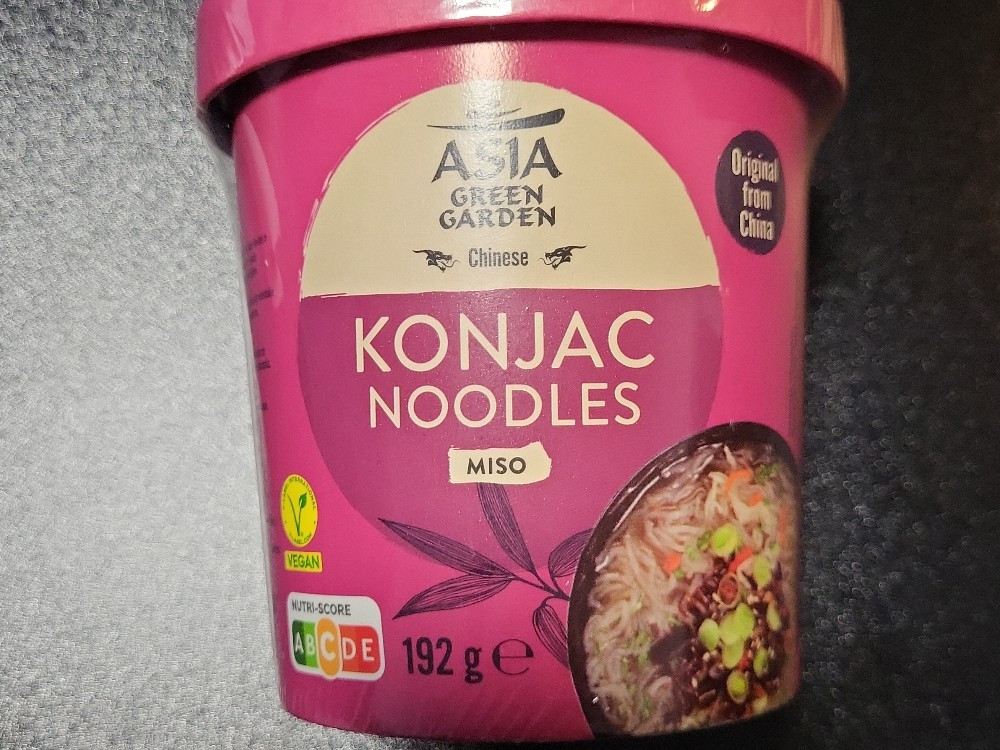 ASIA
GREEN
GARDEN
Chinese
Original
from
China
KONJAC
NOODLES
MISO
VEGAN
NUTRI-SCORE
A B C D E
192 g ℮